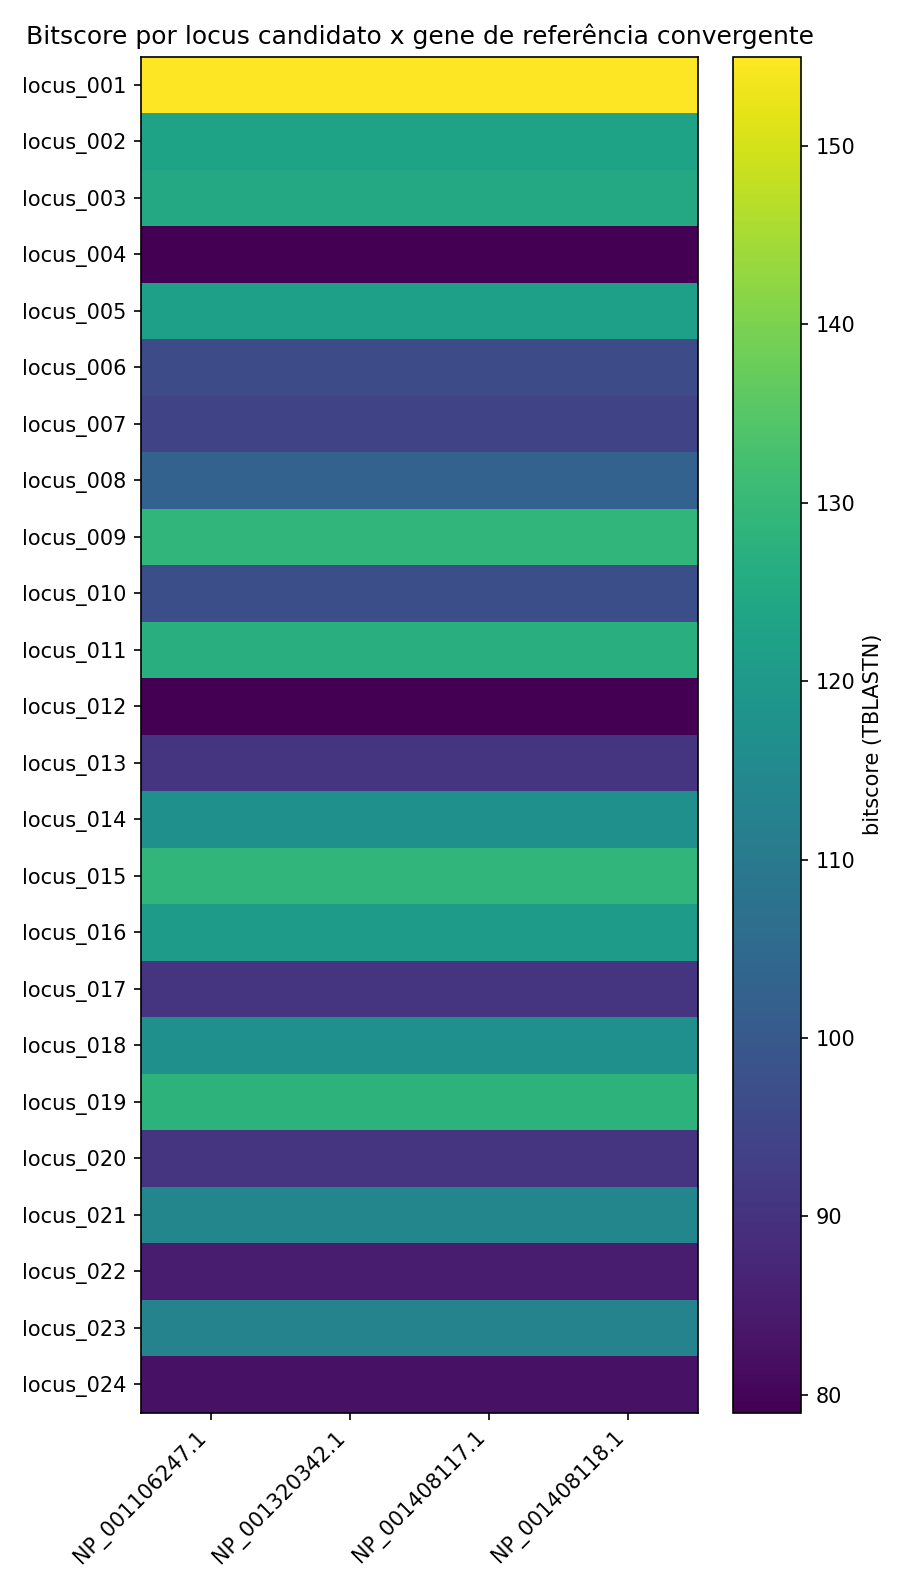 Bitscore por locus candidato x gene de referência convergente
locus_001
locus_002
locus_003
locus_004
locus_005
locus_006
locus_007
locus_008
locus_009
locus_010
locus_011
locus_012
locus_013
locus_014
locus_015
locus_016
locus_017
locus_018
locus_019
locus_020
locus_021
locus_022
locus_023
locus_024
NP_001106247.1
NP_001320342.1
NP_001408117.1
NP_001408118.1
150
140
130
120
110
100
90
80
bitscore (TBLASTN)